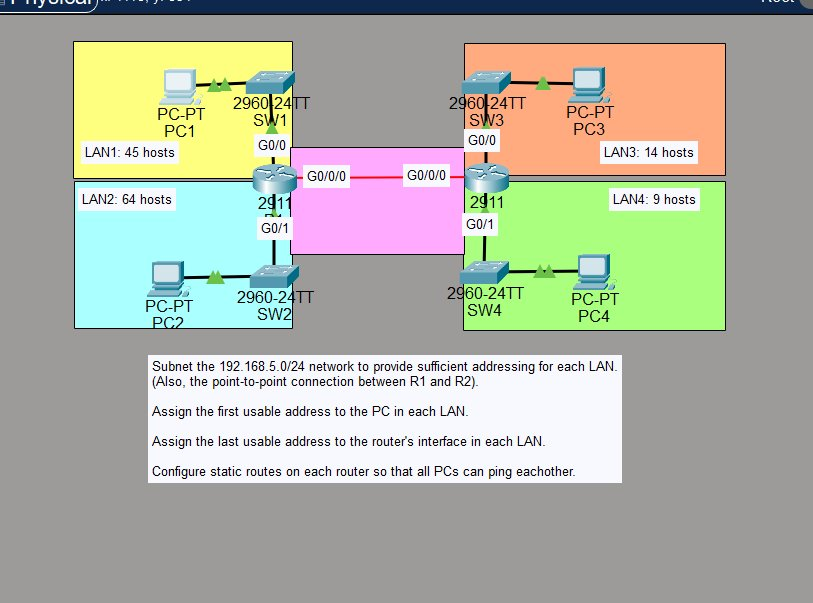 Physical
Root
PC-PT
PC1
2960-24TT
SW1
G0/0
LAN1: 45 hosts
2960-24TT
SW3
G0/0
PC-PT
PC3
LAN3: 14 hosts
G0/0/0
G0/0/0
LAN2: 64 hosts
2911
G0/1
2911
G0/1
LAN4: 9 hosts
PC-PT
PC2
2960-24TT
SW2
2960-24TT
SW4
PC-PT
PC4
Subnet the 192.168.5.0/24 network to provide sufficient addressing for each LAN.
(Also, the point-to-point connection between R1 and R2).
Assign the first usable address to the PC in each LAN.
Assign the last usable address to the router's interface in each LAN.
Configure static routes on each router so that all PCs can ping eachother.